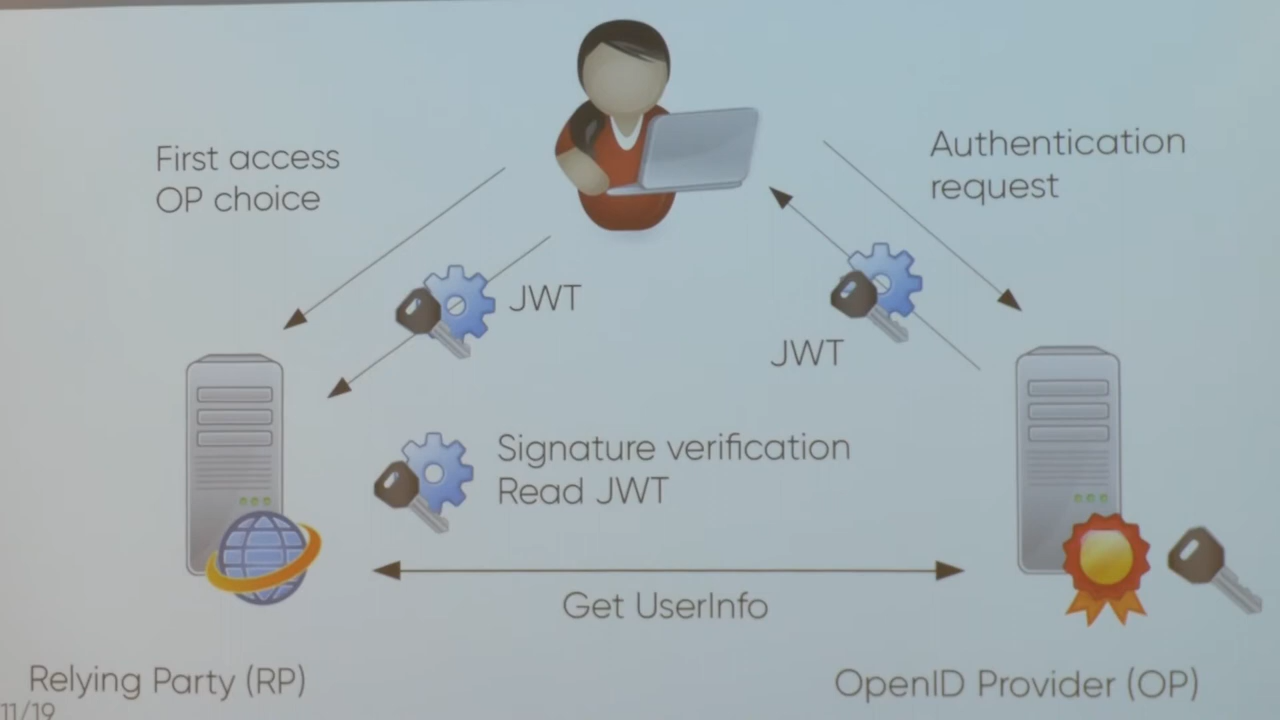 First access
OP choice
Authentication
request
JWT
JWT
Signature verification
Read JWT
Get UserInfo
Relying Party (RP)
OpenID Provider (OP)
11/19